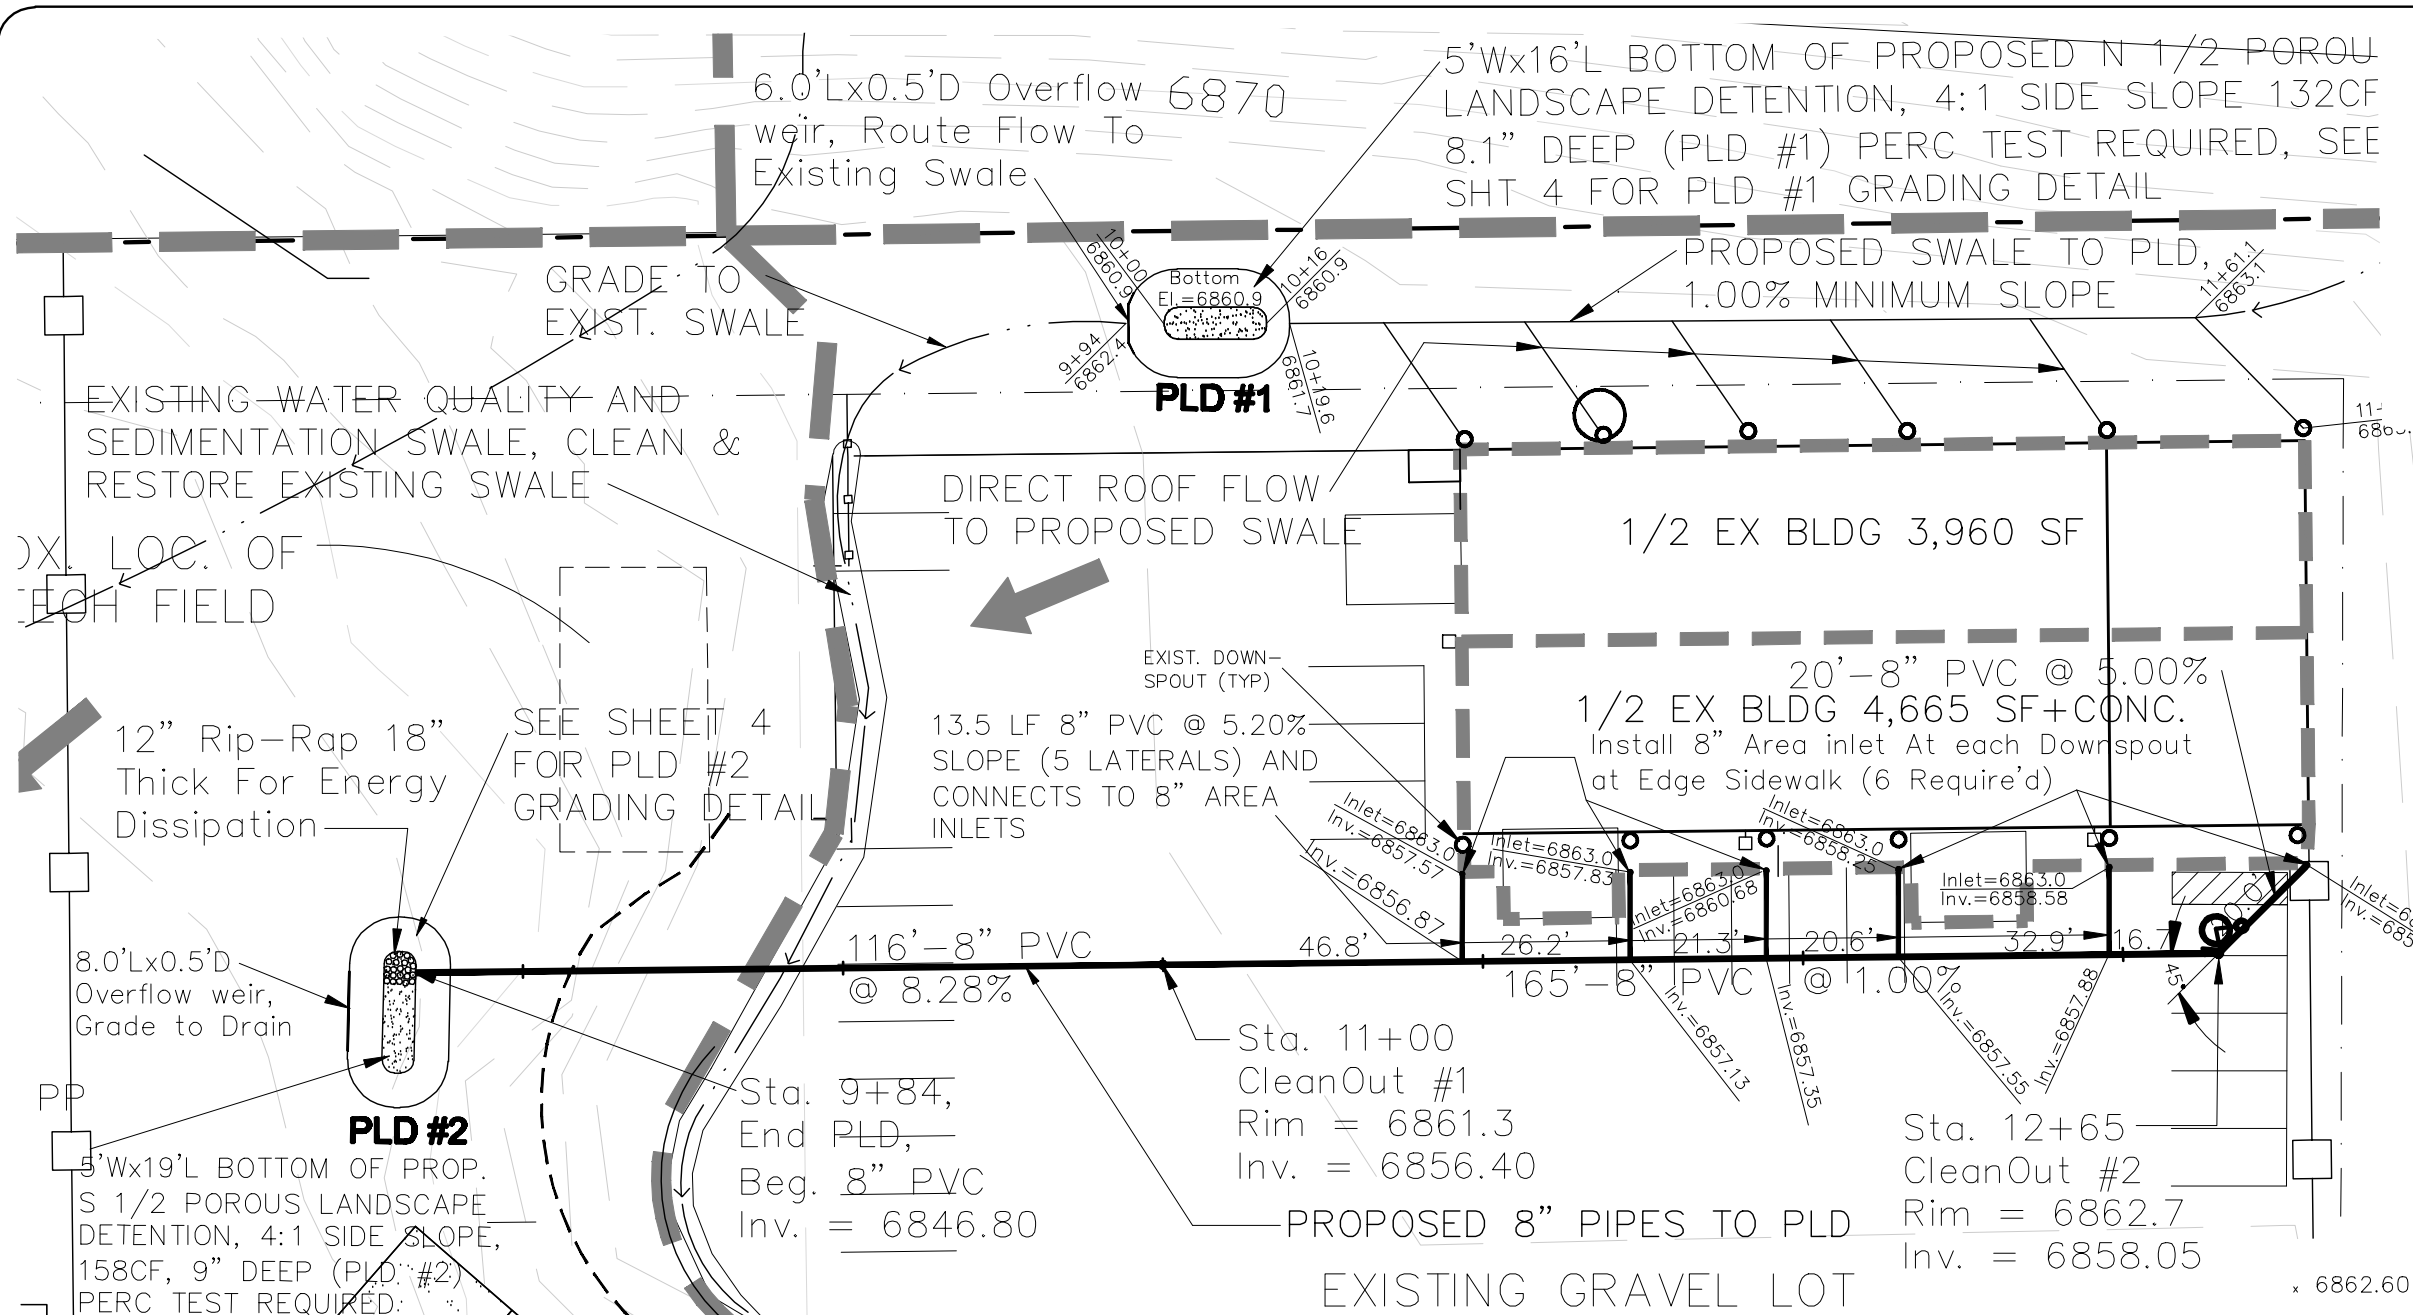 6.0'Lx0.5'D Overflow
weir, Route Flow To
Existing Swale
6870
5'Wx16'L BOTTOM OF PROPOSED N 1/2 POROU
LANDSCAPE DETENTION, 4:1 SIDE SLOPE 132CF
8.1" DEEP (PLD #1) PERC TEST REQUIRED, SEE
SHT 4 FOR PLD #1 GRADING DETAIL
PROPOSED SWALE TO PLD,
1.00% MINIMUM SLOPE
11+61.1
6863.1
GRADE TO
EXIST. SWALE
10+00
6860.9
Bottom
El.=6860.9
10+16
6860.9
9+94
6862.4
10+19.6
6861.7
PLD #1
EXISTING WATER QUALITY AND
SEDIMENTATION SWALE, CLEAN &
RESTORE EXISTING SWALE
DIRECT ROOF FLOW
TO PROPOSED SWALE
OX. LOC. OF
EECH FIELD
1/2 EX BLDG 3,960 SF
EXIST. DOWN-
SPOUT (TYP)
20'-8" PVC @ 5.00%
1/2 EX BLDG 4,665 SF+CONC.
Install 8" Area inlet At each Downspout
at Edge Sidewalk (6 Require'd)
13.5 LF 8" PVC @ 5.20%
SLOPE (5 LATERALS) AND
CONNECTS TO 8" AREA
INLETS
12" Rip-Rap 18"
Thick For Energy
Dissipation
SEE SHEET 4
FOR PLD #2
GRADING DETAIL
Inlet=6863.0
Inv.=6857.57
Inv.=6856.87
Inlet=6863.0
Inv.=6857.83
Inlet=6863.0
Inv.=6860.68
Inlet=6863.0
Inv.=6858.25
Inlet=6863.0
Inv.=6858.58
8.0'Lx0.5'D
Overflow weir,
Grade to Drain
116'-8" PVC
@ 8.28%
46.8'
26.2'
21.3'
20.6'
32.9'
16.7'
45°
165'-8" PVC @ 1.00%
Inv.=6857.13
Inv.=6857.35
Inv.=6857.55
Inv.=6857.88
PP
PLD #2
Sta. 9+84,
End PLD,
Beg. 8" PVC
Inv. = 6846.80
Sta. 11+00
CleanOut #1
Rim = 6861.3
Inv. = 6856.40
Sta. 12+65
CleanOut #2
Rim = 6862.7
Inv. = 6858.05
5'Wx19'L BOTTOM OF PROP.
S 1/2 POROUS LANDSCAPE
DETENTION, 4:1 SIDE SLOPE,
158CF, 9" DEEP (PLD #2)
PERC TEST REQUIRED.
PROPOSED 8" PIPES TO PLD
EXISTING GRAVEL LOT
x 6862.60